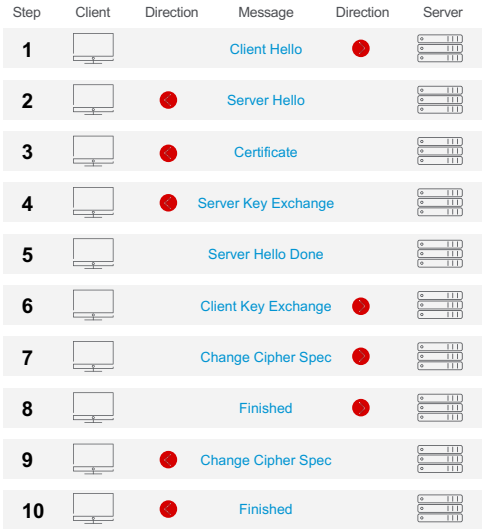 Step Client Direction Message Direction Server
1 Client Hello
2 Server Hello
3 Certificate
4 Server Key Exchange
5 Server Hello Done
6 Client Key Exchange
7 Change Cipher Spec
8 Finished
9 Change Cipher Spec
10 Finished